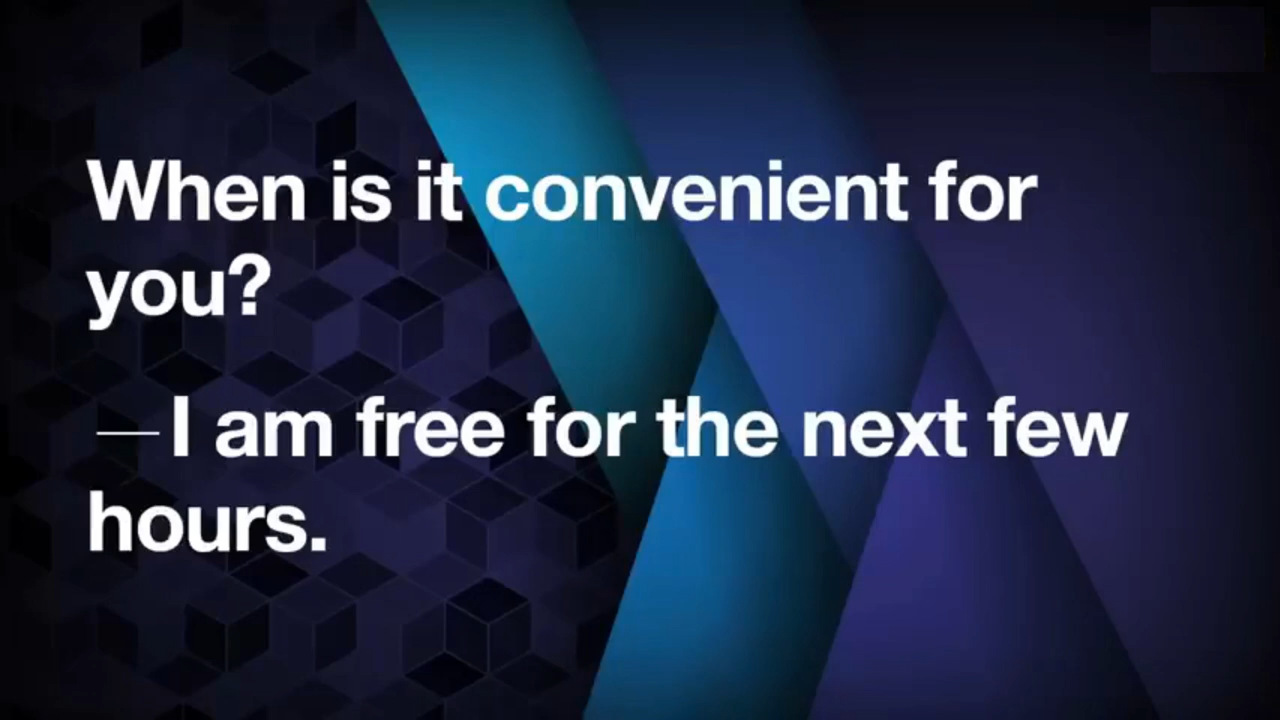 When is it convenient for
you?
—I am free for the next few
hours.